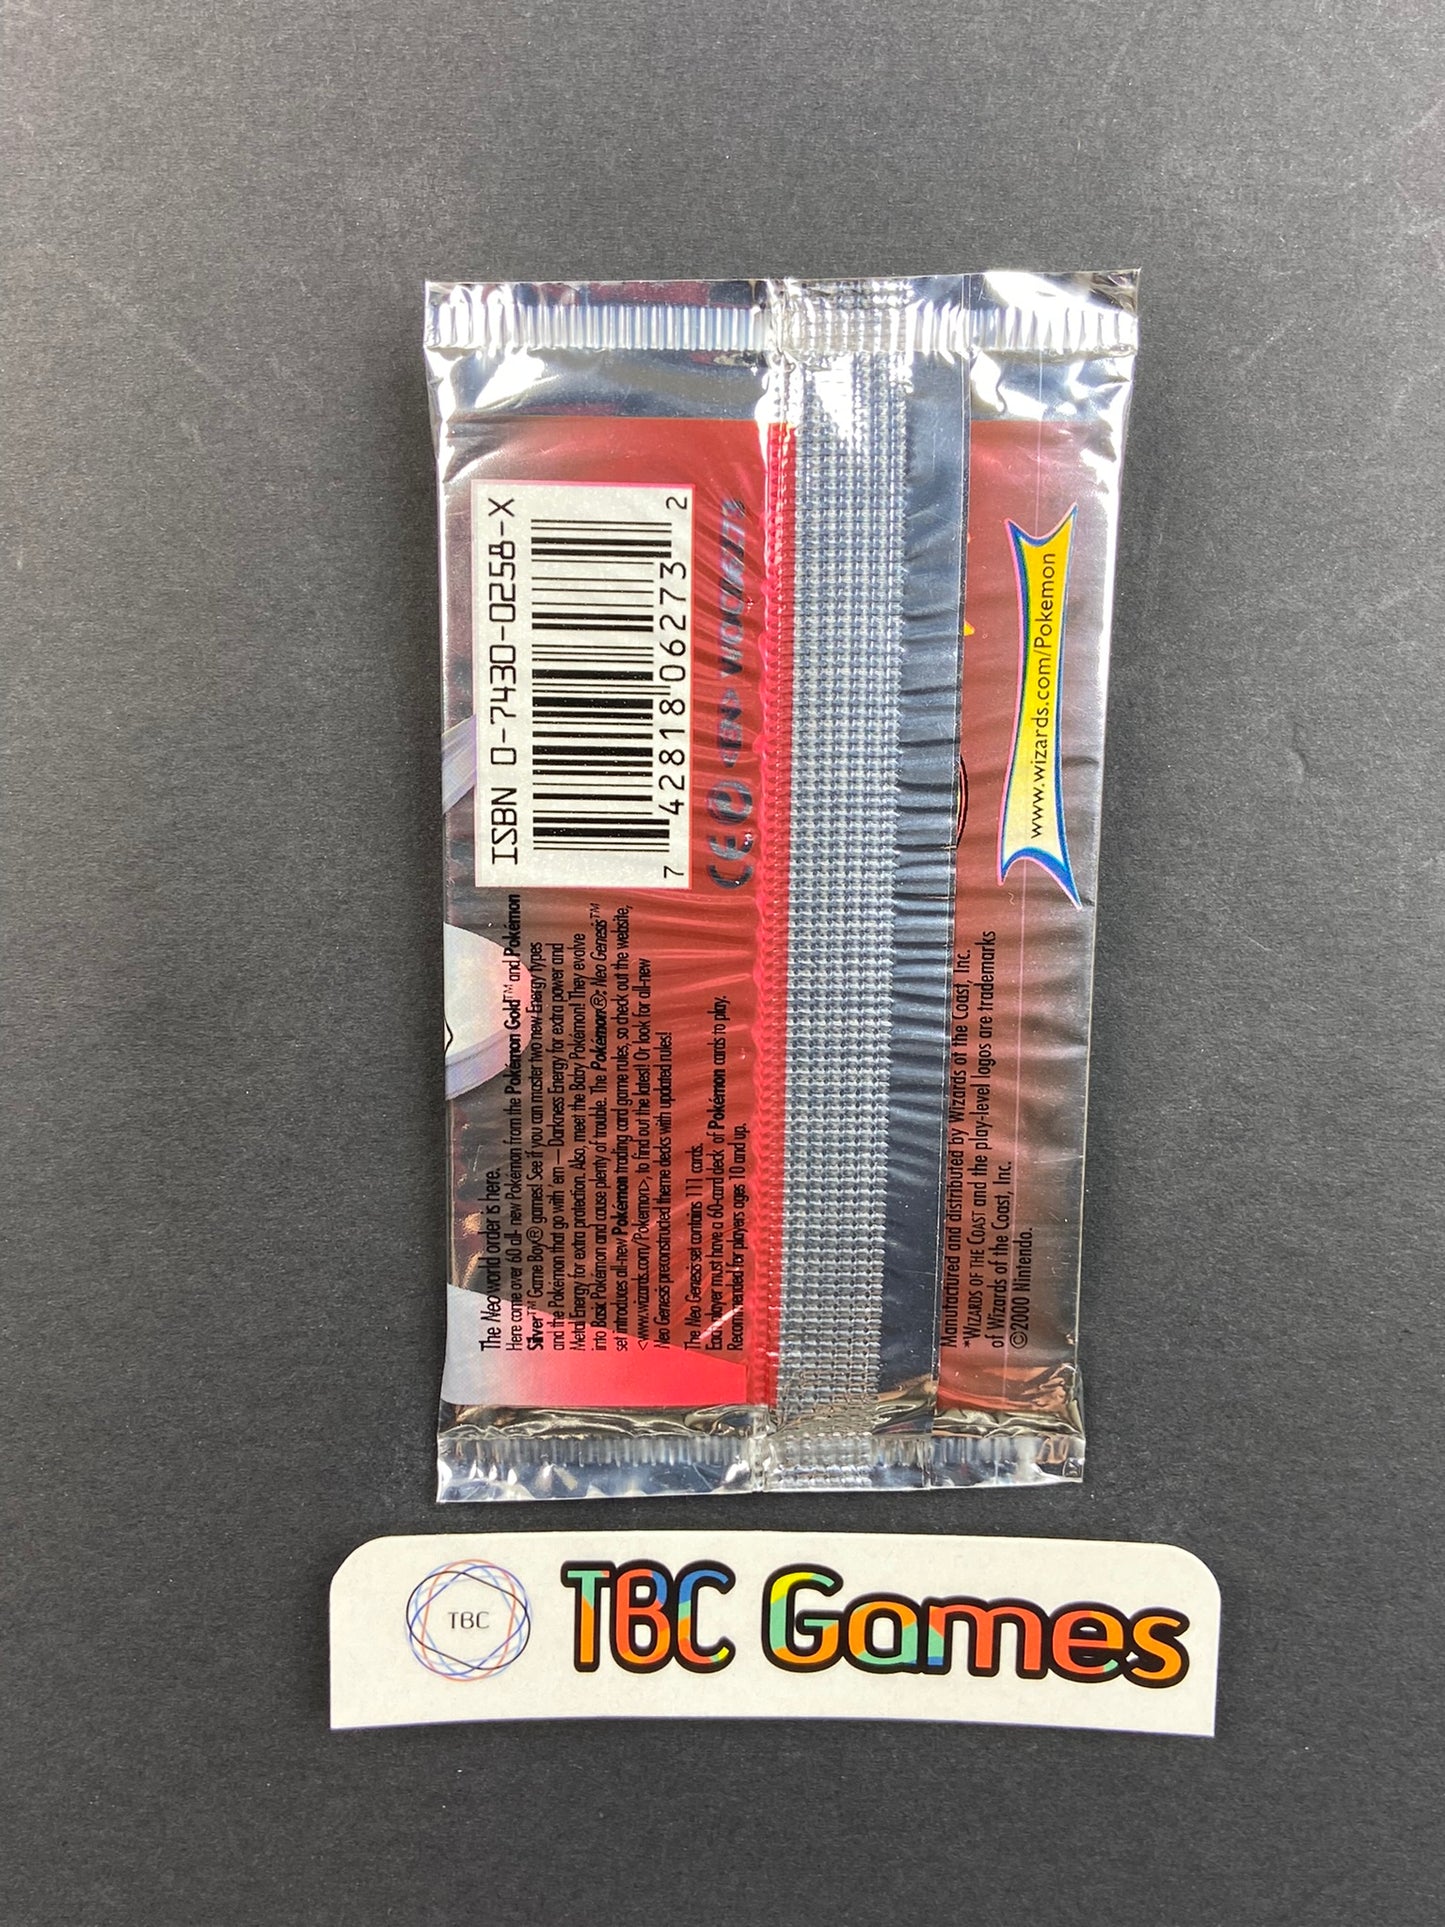 ISBN 0-7430-0258-X
7 42818 06273 2
CE
The Neo world order is here.
Here come over 60 all- new Pokémon from the Pokémon Gold™ and Pokémon
Silver™ Game Boy® games! See if you can master two new Energy types
and the Pokémon that go with 'em — Darkness Energy for extra power and
Metal Energy for extra protection. Also, meet the Baby Pokémon! They evolve
into Basic Pokémon and cause plenty of trouble. The Pokémon®: Neo Genesis™
set introduces all-new Pokémon trading card game rules, so check out the website,
<www.wizards.com/Pokemon>, to find out the latest! Or look for all-new
Neo Genesis preconstructed theme decks with updated rules!
The Neo Genesis set contains 111 cards.
Each player must have a 60-card deck of Pokémon cards to play.
Recommended for players ages 10 and up.
Manufactured and distributed by Wizards of the Coast, Inc.
*WIZARDS OF THE COAST and the play-level logos are trademarks
of Wizards of the Coast, Inc.
©2000 Nintendo.
www.wizards.com/Pokemon
TBC
TBC Games